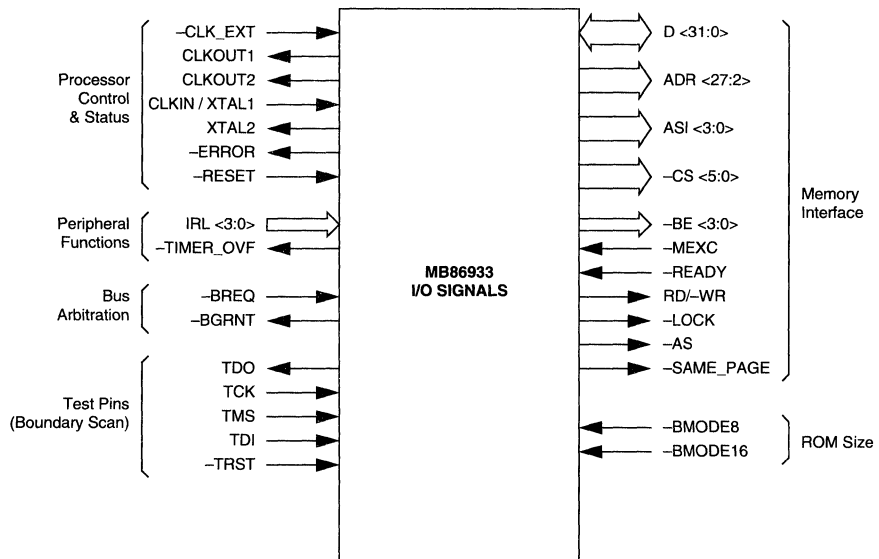 Processor
Control
& Status
–CLK_EXT
CLKOUT1
CLKOUT2
CLKIN / XTAL1
XTAL2
–ERROR
–RESET
Peripheral
Functions
IRL <3:0>
–TIMER_OVF
Bus
Arbitration
–BREQ
–BGRNT
Test Pins
(Boundary Scan)
TDO
TCK
TMS
TDI
–TRST
MB86933
I/O SIGNALS
D <31:0>
ADR <27:2>
ASI <3:0>
–CS <5:0>
–BE <3:0>
–MEXC
–READY
RD/–WR
–LOCK
–AS
–SAME_PAGE
Memory
Interface
–BMODE8
–BMODE16
ROM Size